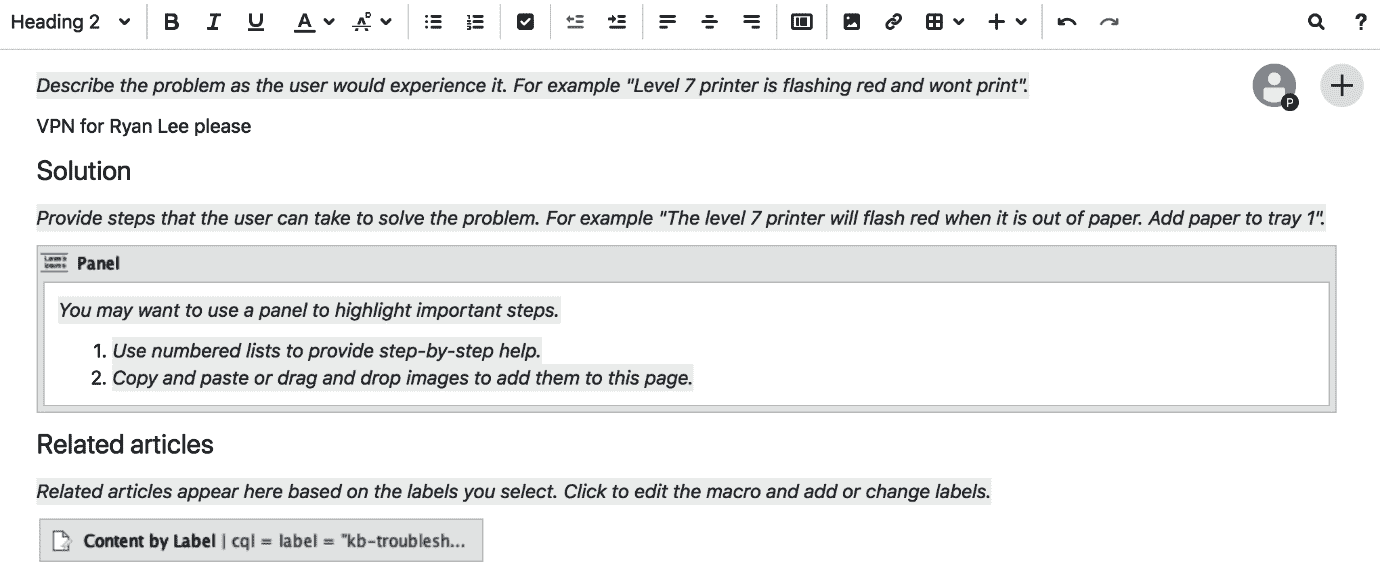 Heading 2 B I U A
Describe the problem as the user would experience it. For example "Level 7 printer is flashing red and wont print".
P
VPN for Ryan Lee please
Solution
Provide steps that the user can take to solve the problem. For example "The level 7 printer will flash red when it is out of paper. Add paper to tray 1".
Panel
You may want to use a panel to highlight important steps.
1. Use numbered lists to provide step-by-step help.
2. Copy and paste or drag and drop images to add them to this page.
Related articles
Related articles appear here based on the labels you select. Click to edit the macro and add or change labels.
Content by Label | cql = label = "kb-troublesh...